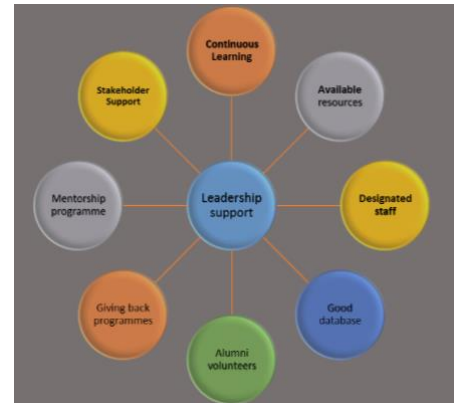 Continuous
Learning
Stakeholder
Support
Available
resources
Mentorship
programme
Leadership
support
Designated
staff
Giving back
programmes
Good
database
Alumni
volunteers